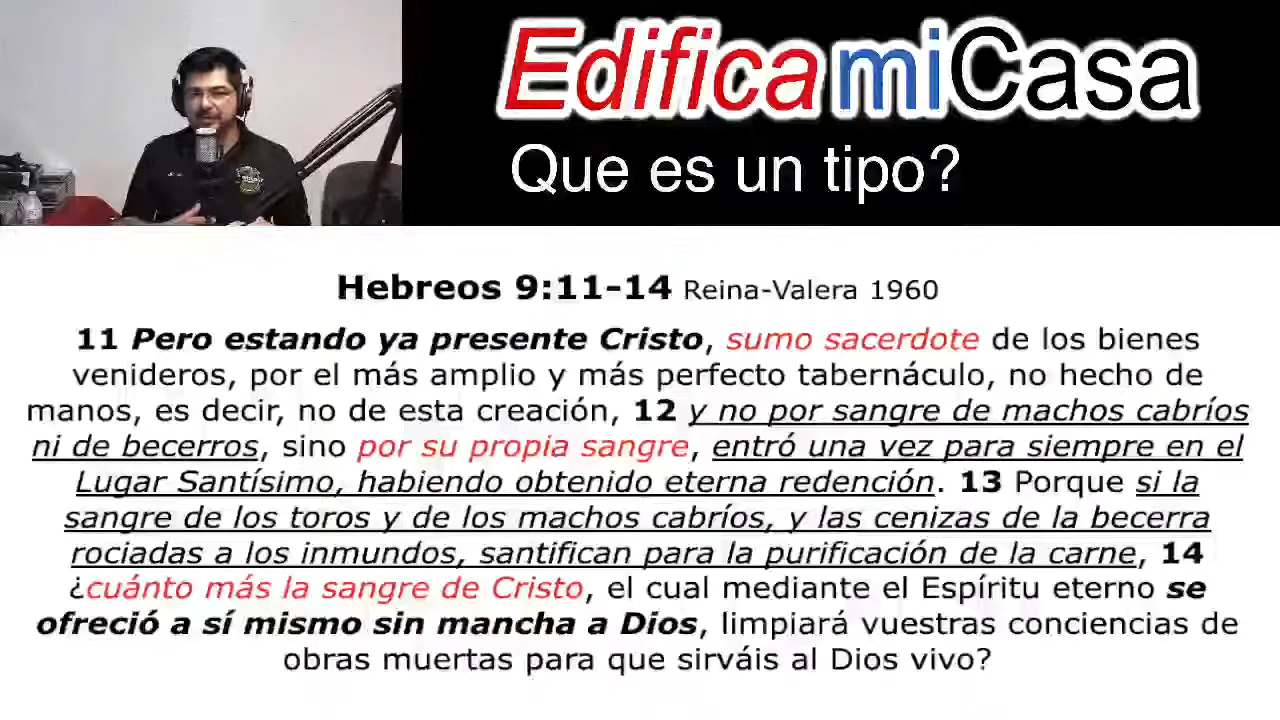 EdificamiCasa
Que es un tipo?
Hebreos 9:11-14 Reina-Valera 1960
11 Pero estando ya presente Cristo, sumo sacerdote de los bienes
venideros, por el más amplio y más perfecto tabernáculo, no hecho de
manos, es decir, no de esta creación, 12 y no por sangre de machos cabríos
ni de becerros, sino por su propia sangre, entró una vez para siempre en el
Lugar Santísimo, habiendo obtenido eterna redención. 13 Porque si la
sangre de los toros y de los machos cabríos, y las cenizas de la becerra
rociadas a los inmundos, santifican para la purificación de la carne, 14
¿cuánto más la sangre de Cristo, el cual mediante el Espíritu eterno se
ofreció a sí mismo sin mancha a Dios, limpiará vuestras conciencias de
obras muertas para que sirváis al Dios vivo?